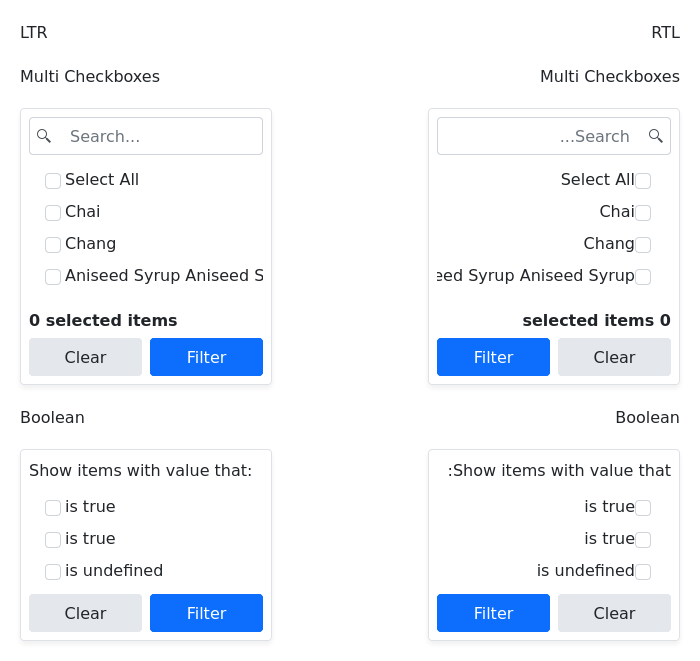 LTR
RTL
Multi Checkboxes
Multi Checkboxes
Search...
...Search
Select All
Chai
Chang
Aniseed Syrup Aniseed S
Select All
Chai
Chang
eed Syrup Aniseed Syrup
0 selected items
Clear Filter
selected items 0
Filter Clear
Boolean
Boolean
Show items with value that:
is true
is true
is undefined
Clear Filter
:Show items with value that
is true
is true
is undefined
Filter Clear